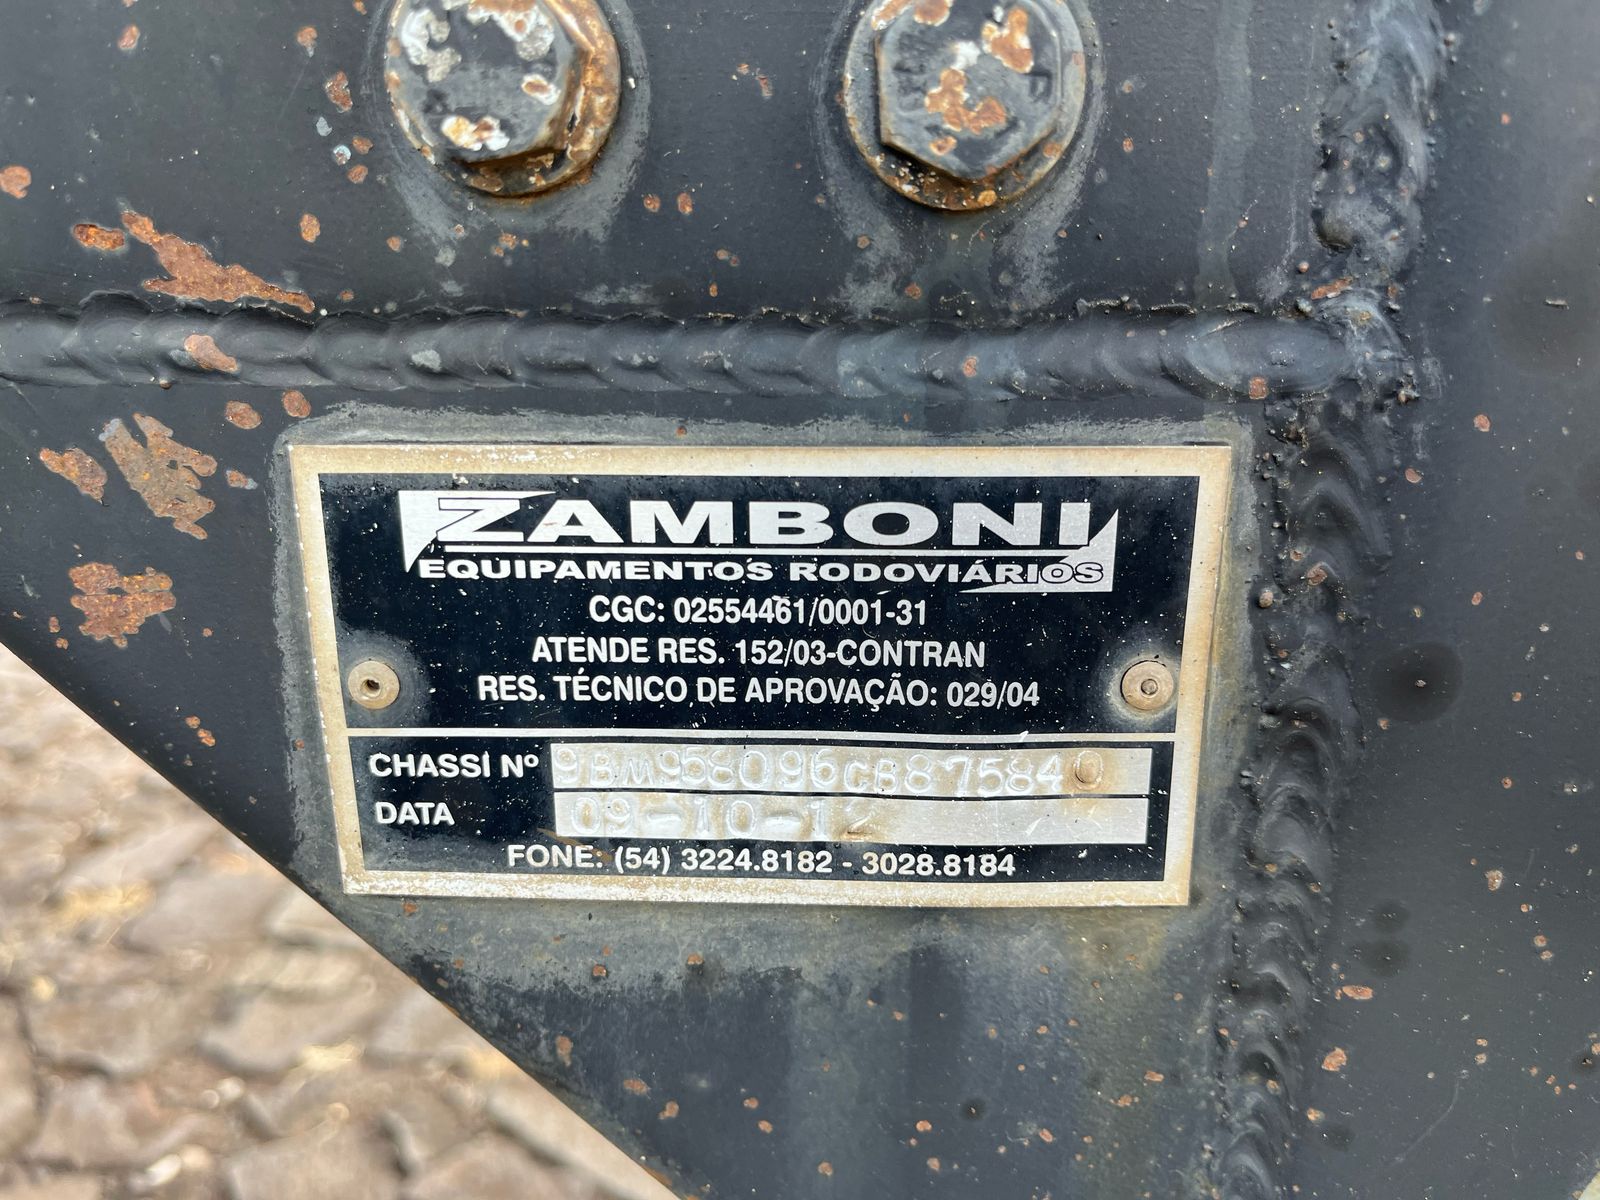 ZAMBONI
EQUIPAMENTOS RODOVIÁRIOS
CGC: 02554461/0001-31
ATENDE RES. 152/03-CONTRAN
RES. TÉCNICO DE APROVAÇÃO: 029/04
CHASSI Nº 9BM958096CB875840
DATA 09-10-12
FONE: (54) 3224.8182 - 3028.8184